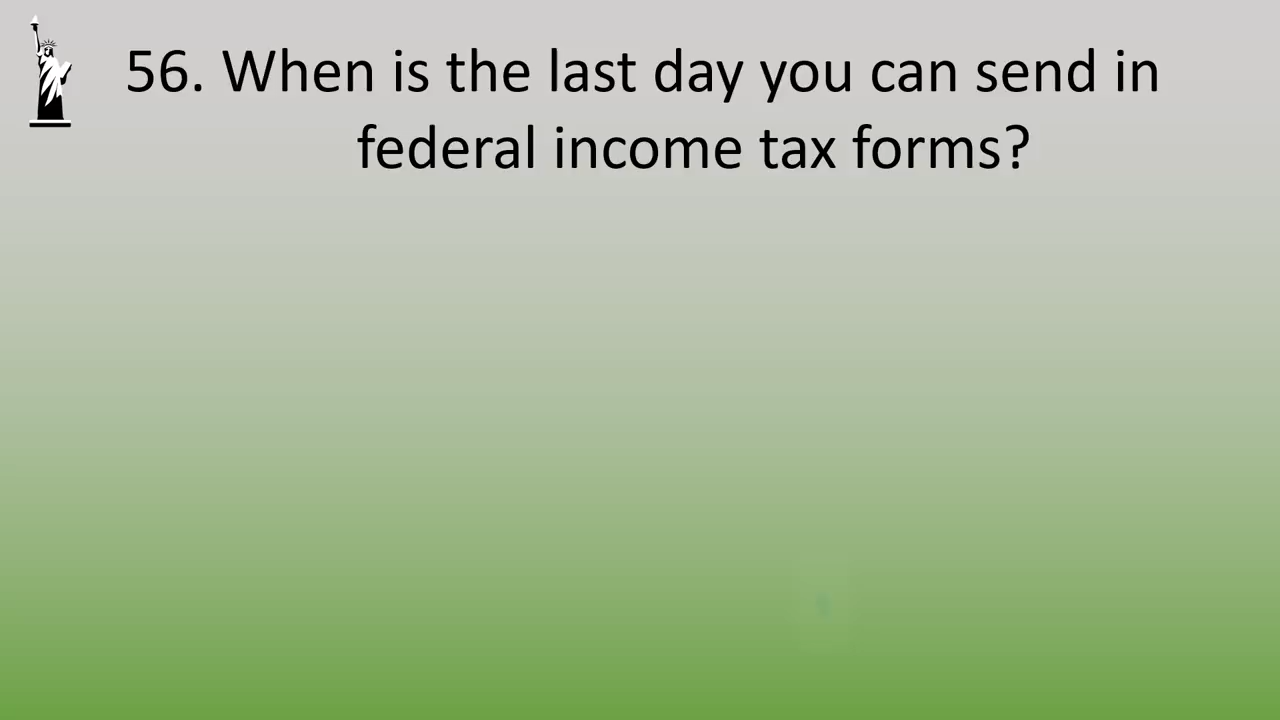 56. When is the last day you can send in
federal income tax forms?